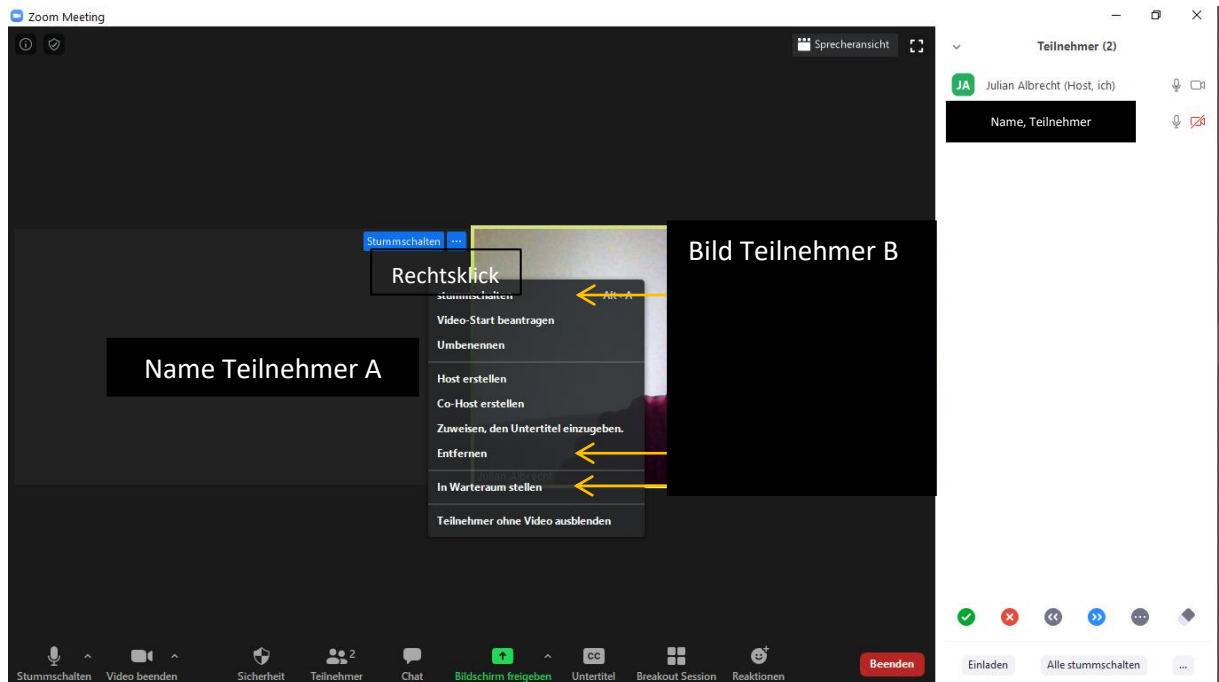 Zoom Meeting
Sprecheransicht
Teilnehmer (2)
JA Julian Albrecht (Host, ich)
Name, Teilnehmer
Stummschalten ...
Rechtsklick
Bild Teilnehmer B
stummschalten Alt+A
Video-Start beantragen
Umbenennen
Name Teilnehmer A
Host erstellen
Co-Host erstellen
Zuweisen, den Untertitel einzugeben.
Entfernen
Julian Albrecht
In Warteraum stellen
Teilnehmer ohne Video ausblenden
Stummschalten
Video beenden
Sicherheit
Teilnehmer 2
Chat
Bildschirm freigeben
CC Untertitel
Breakout Session
Reaktionen
Beenden
Einladen
Alle stummschalten
...